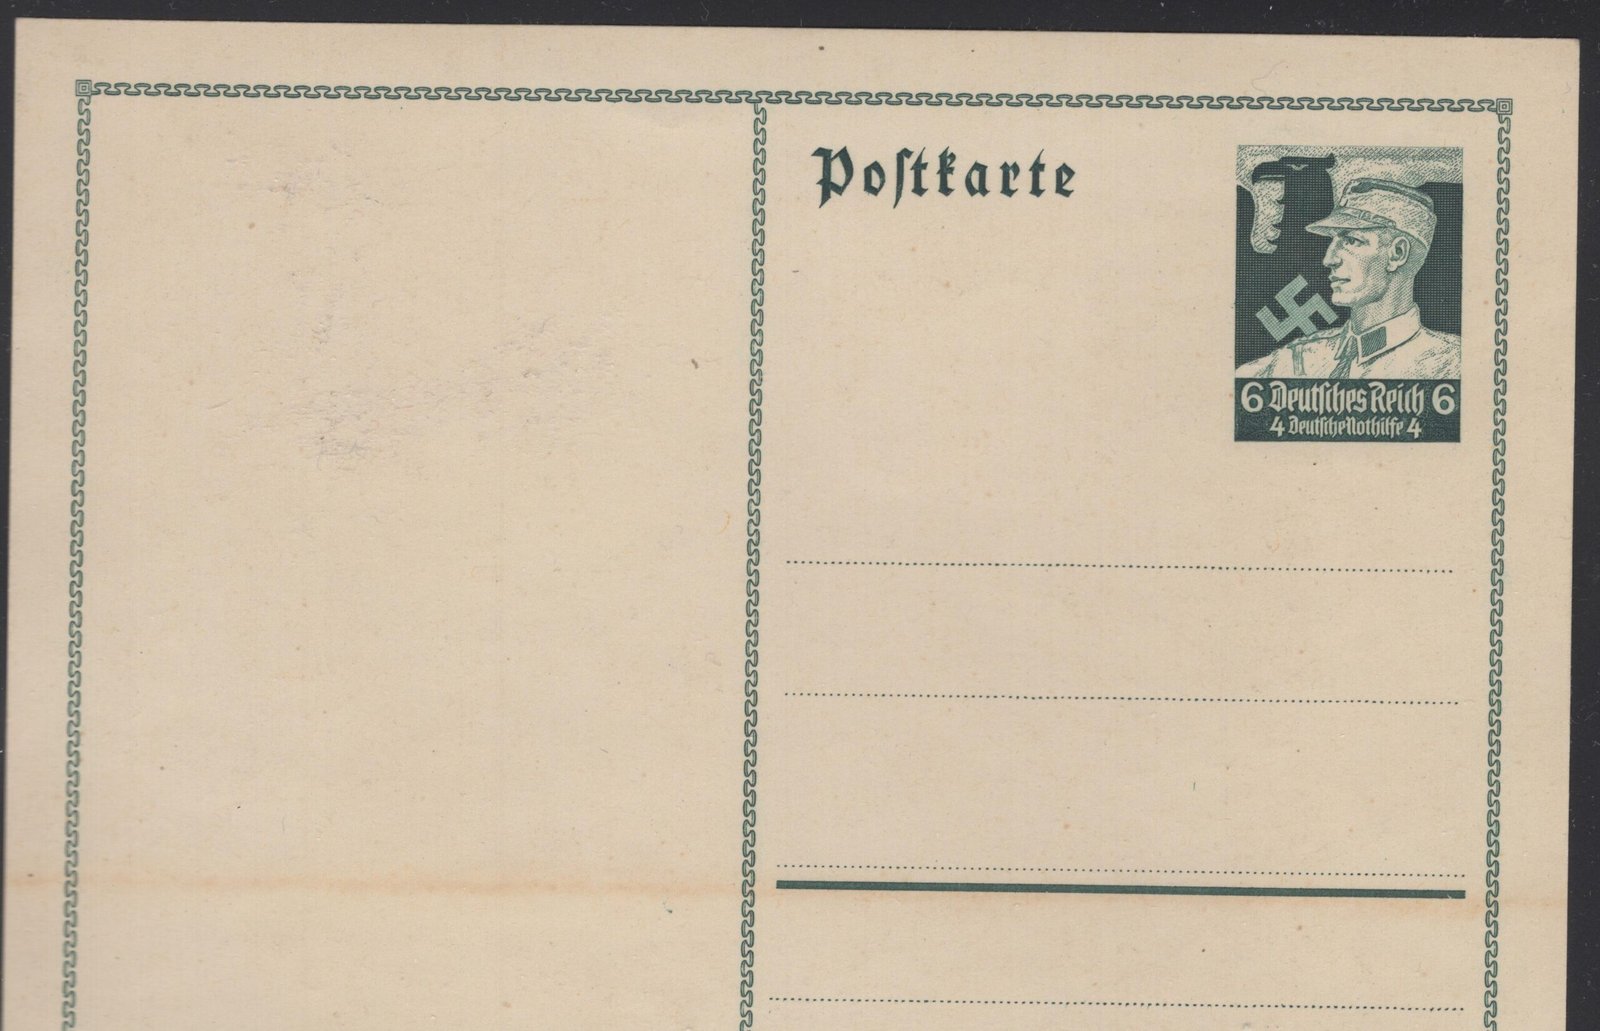 Poſtkarte
6 Deutſches Reich 6
4 Deutſche Nothilfe 4